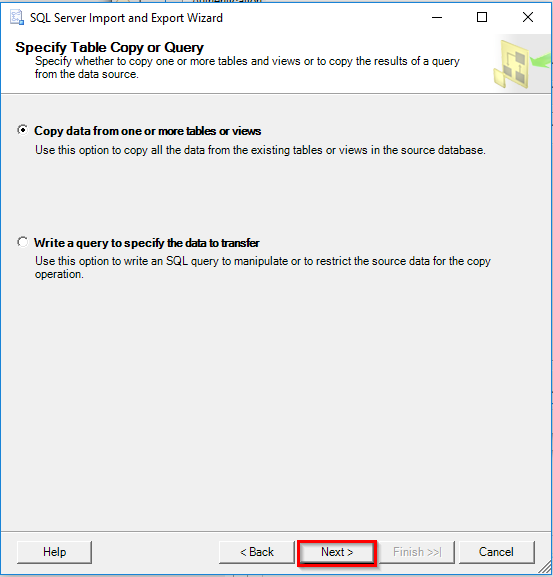 SQL Server Import and Export Wizard
Specify Table Copy or Query
Specify whether to copy one or more tables and views or to copy the results of a query
from the data source.
Copy data from one or more tables or views
Use this option to copy all the data from the existing tables or views in the source database.
Write a query to specify the data to transfer
Use this option to write an SQL query to manipulate or to restrict the source data for the copy
operation.
Help
< Back
Next >
Finish >>|
Cancel